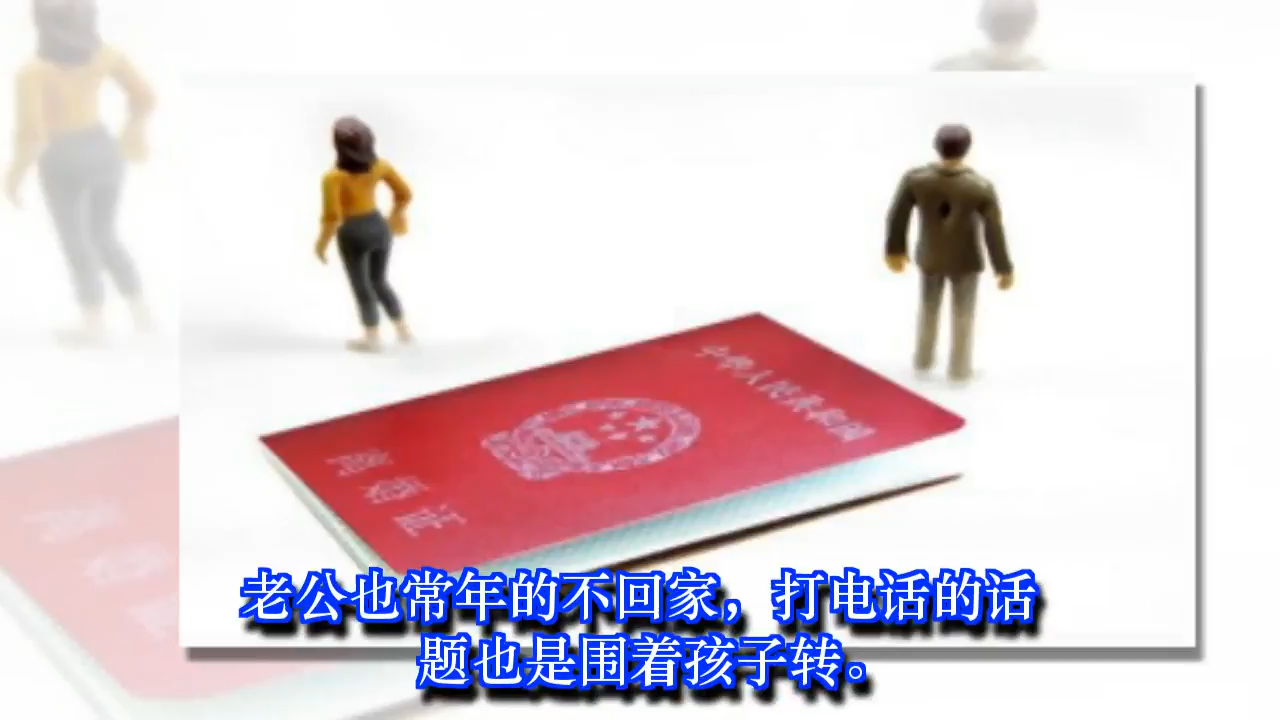 中华人民共和国
离婚证
老公也常年的不回家，打电话的话
题也是围着孩子转。